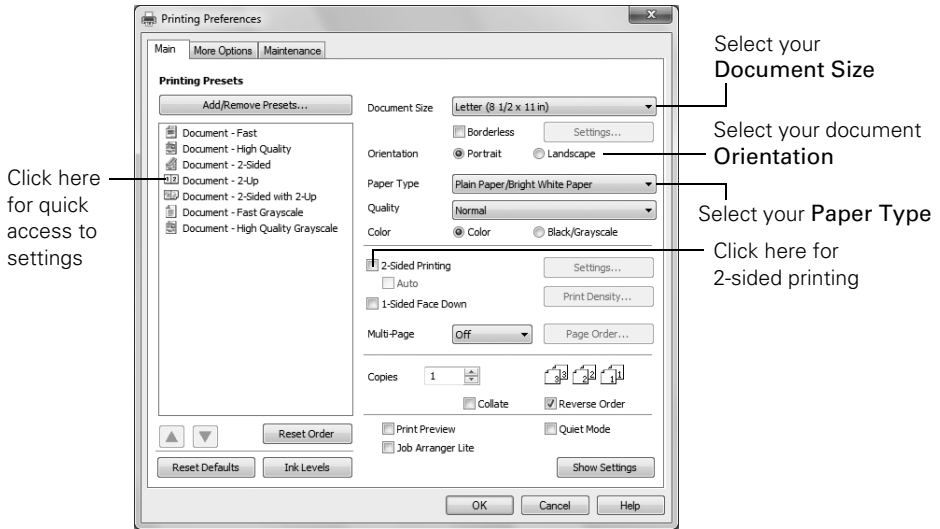 Printing Preferences
x
Main
More Options
Maintenance
Printing Presets
Add/Remove Presets...
Document - Fast
Document - High Quality
Document - 2-Sided
Document - 2-Up
Document - 2-Sided with 2-Up
Document - Fast Grayscale
Document - High Quality Grayscale
Reset Order
Reset Defaults
Ink Levels
Document Size
Letter (8 1/2 x 11 in)
Borderless
Settings...
Orientation
Portrait
Landscape
Paper Type
Plain Paper/Bright White Paper
Quality
Normal
Color
Color
Black/Grayscale
2-Sided Printing
Settings...
Auto
Print Density...
1-Sided Face Down
Multi-Page
Off
Page Order...
Copies
1
3 3 2 2 1 1
Collate
Reverse Order
Print Preview
Quiet Mode
Job Arranger Lite
Show Settings
OK
Cancel
Help
Click here
for quick
access to
settings
Select your
Document Size
Select your document
Orientation
Select your Paper Type
Click here for
2-sided printing